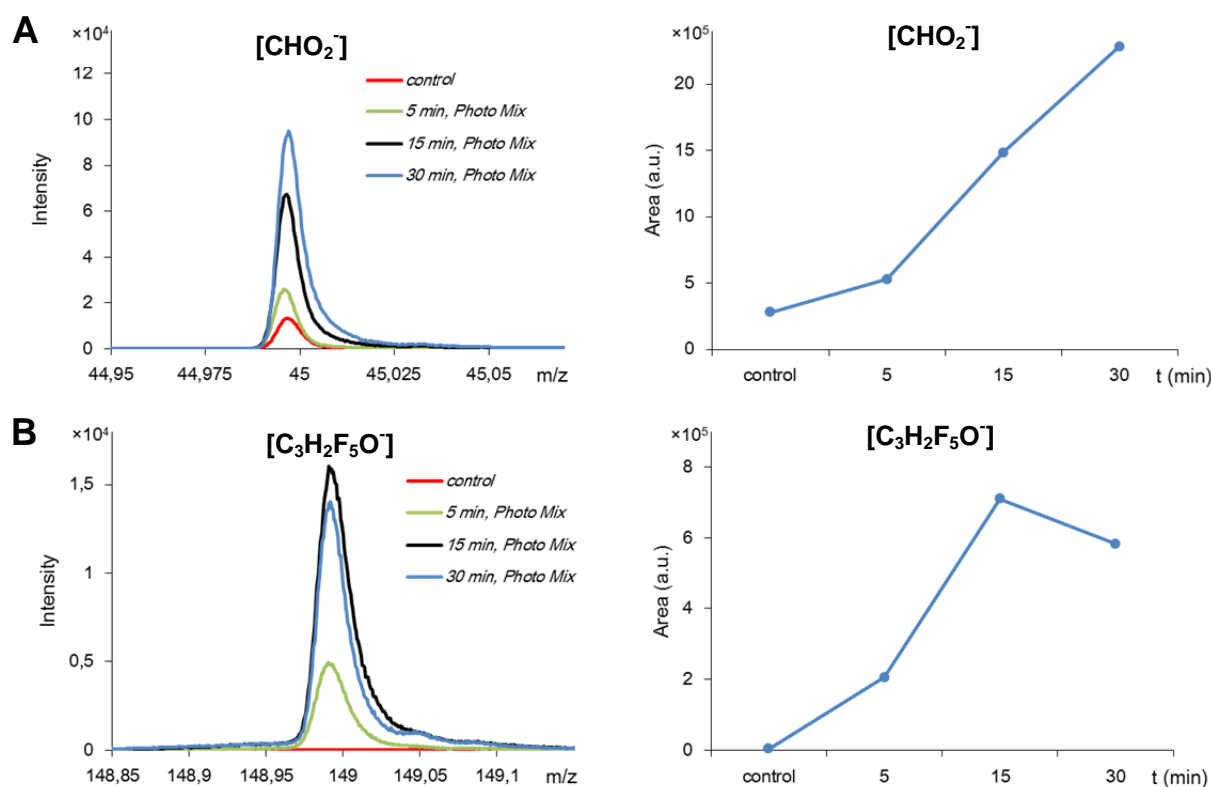 A
×10⁴
[CHO₂⁻]
12
10
8
6
4
2
0
Intensity
44,95
44,975
45
45,025
45,05
m/z
control
5 min, Photo Mix
15 min, Photo Mix
30 min, Photo Mix
×10⁵
[CHO₂⁻]
20
15
10
5
0
Area (a.u.)
control
5
15
30
t (min)
B
×10⁴
[C₃H₂F₅O⁻]
1,5
1
0,5
0
Intensity
148,85
148,9
148,95
149
149,05
149,1
m/z
control
5 min, Photo Mix
15 min, Photo Mix
30 min, Photo Mix
×10⁵
[C₃H₂F₅O⁻]
8
6
4
2
0
Area (a.u.)
control
5
15
30
t (min)